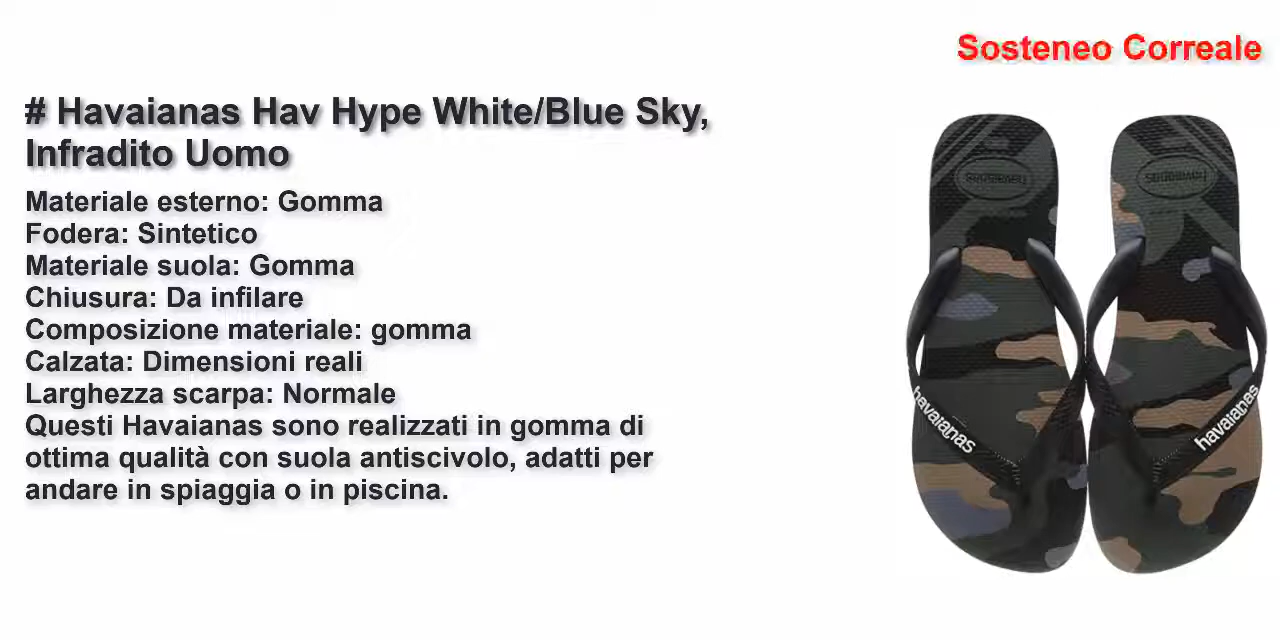 Sosteneo Correale
# Havaianas Hav Hype White/Blue Sky,
Infradito Uomo
Materiale esterno: Gomma
Fodera: Sintetico
Materiale suola: Gomma
Chiusura: Da infilare
Composizione materiale: gomma
Calzata: Dimensioni reali
Larghezza scarpa: Normale
Questi Havaianas sono realizzati in gomma di
ottima qualità con suola antiscivolo, adatti per
andare in spiaggia o in piscina.
havaianas
havaianas
havaianas
havaianas